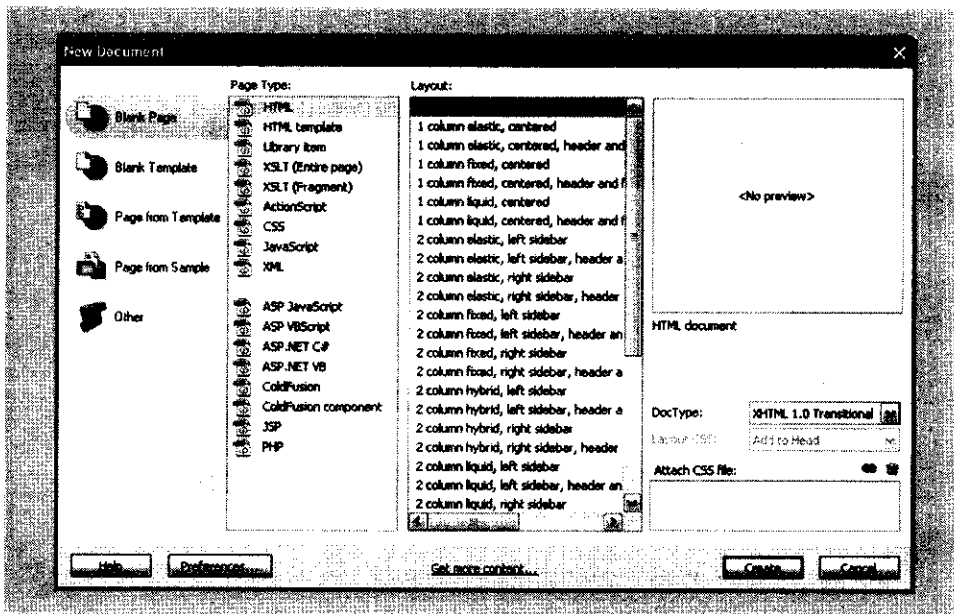 New Document
Page Type:
Layout:
Blank Page
Blank Template
Page from Template
Page from Sample
Other
HTML
HTML template
Library item
XSLT (Entire page)
XSLT (Fragment)
ActionScript
CSS
JavaScript
XML
ASP JavaScript
ASP VBScript
ASP.NET C#
ASP.NET VB
ColdFusion
ColdFusion component
JSP
PHP
1 column elastic, centered
1 column elastic, centered, header and
1 column fixed, centered
1 column fixed, centered, header and f
1 column liquid, centered
1 column liquid, centered, header and f
2 column elastic, left sidebar
2 column elastic, left sidebar, header a
2 column elastic, right sidebar
2 column elastic, right sidebar, header
2 column fixed, left sidebar
2 column fixed, left sidebar, header an
2 column fixed, right sidebar
2 column fixed, right sidebar, header a
2 column hybrid, left sidebar
2 column hybrid, left sidebar, header a
2 column hybrid, right sidebar
2 column hybrid, right sidebar, header
2 column liquid, left sidebar
2 column liquid, left sidebar, header an
2 column liquid, right sidebar
<No preview>
HTML document
DocType:
XHTML 1.0 Transitional
Layout CSS:
Add to Head
Attach CSS file:
Help
Preferences...
Get more content...
Create
Cancel